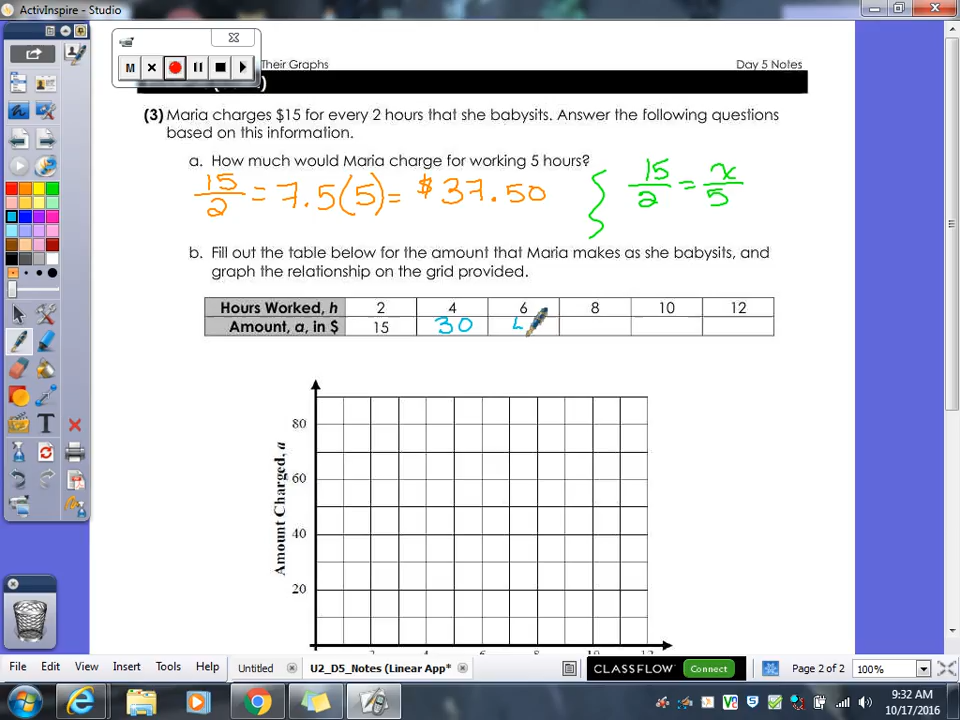 ActivInspire - Studio
M
Their Graphs
Day 5 Notes
)
(3) Maria charges $15 for every 2 hours that she babysits. Answer the following questions
based on this information.
a. How much would Maria charge for working 5 hours?
15/2 = 7.5(5) = $37.50
15/2 = x/5
b. Fill out the table below for the amount that Maria makes as she babysits, and
graph the relationship on the grid provided.
Hours Worked, h 2 4 6 8 10 12
Amount, a, in $ 15 30
80
60
40
20
Amount Charged, a
File Edit View Insert Tools Help Untitled U2_D5_Notes (Linear App* CLASSFLOW Connect Page 2 of 2 100%
9:32 AM
10/17/2016